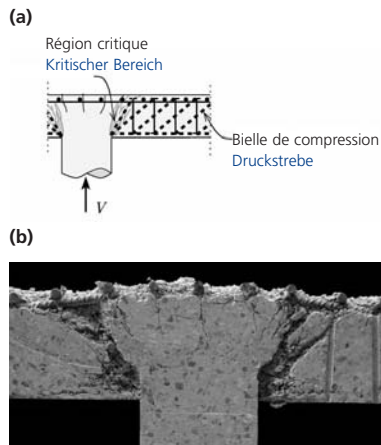 (a)
Région critique
Kritischer Bereich
Bielle de compression
Druckstrebe
V
(b)